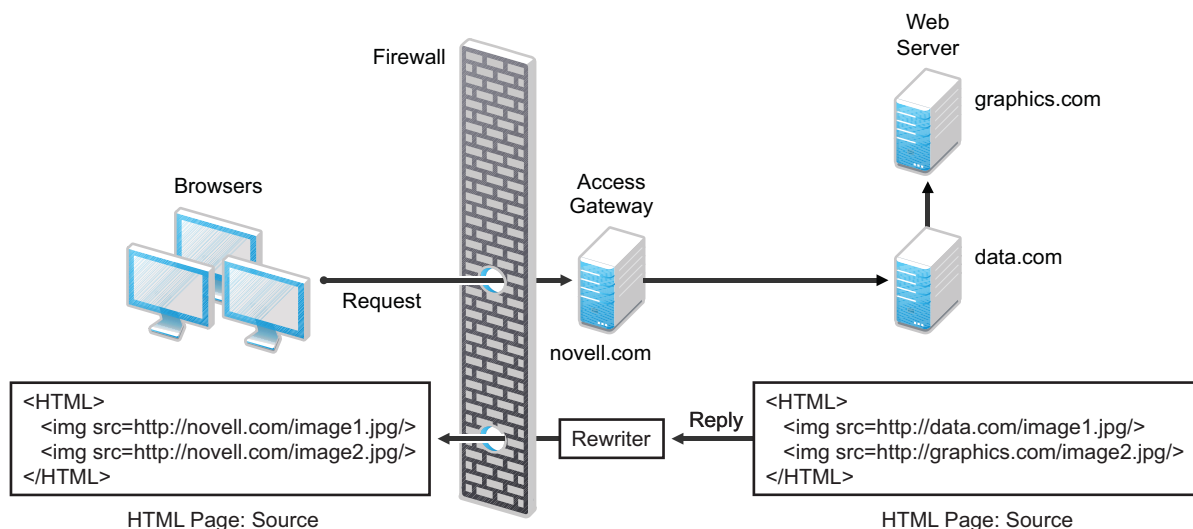 Web
Server
Firewall
graphics.com
Browsers
Access
Gateway
data.com
Request
novell.com
<HTML>
<img src=http://novell.com/image1.jpg/>
<img src=http://novell.com/image2.jpg/>
</HTML>
HTML Page: Source
Rewriter
Reply
<HTML>
<img src=http://data.com/image1.jpg/>
<img src=http://graphics.com/image2.jpg/>
</HTML>
HTML Page: Source